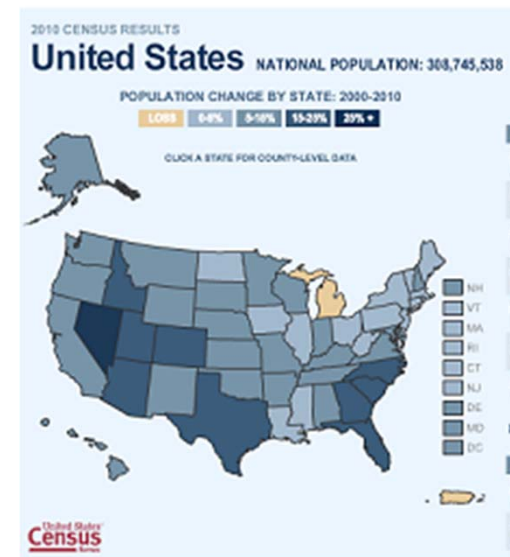 2010 CENSUS RESULTS
United States NATIONAL POPULATION: 308,745,538
POPULATION CHANGE BY STATE: 2000-2010
LOSS 0-5% 5-15% 15-25% 25% +
CLICK A STATE FOR COUNTY-LEVEL DATA
NH
VT
MA
RI
CT
NJ
DE
MD
DC
United States
Census
Bureau